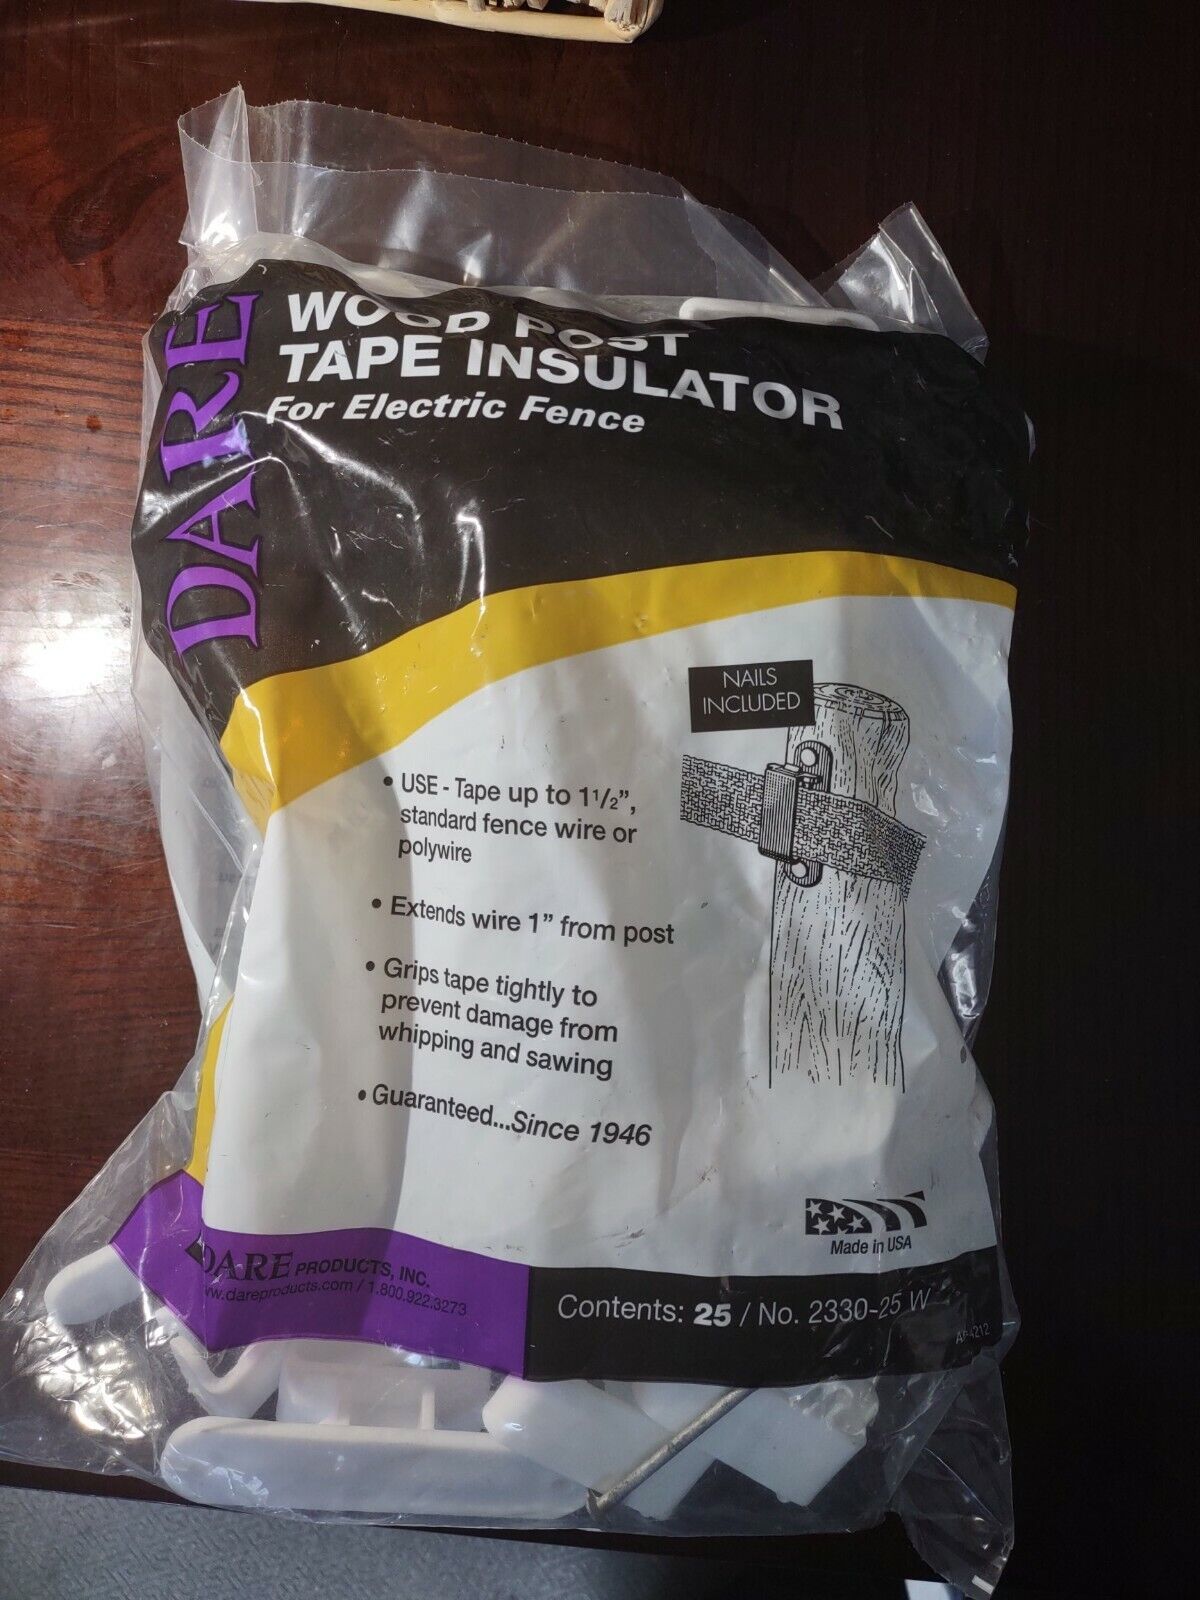 DARE
WOOD POST
TAPE INSULATOR
For Electric Fence
NAILS
INCLUDED
• USE - Tape up to 1 1/2",
standard fence wire or
polywire
• Extends wire 1" from post
• Grips tape tightly to
prevent damage from
whipping and sawing
• Guaranteed...Since 1946
Made in USA
DARE PRODUCTS, INC.
www.dareproducts.com / 1.800.922.3273
Contents: 25 / No. 2330-25 W